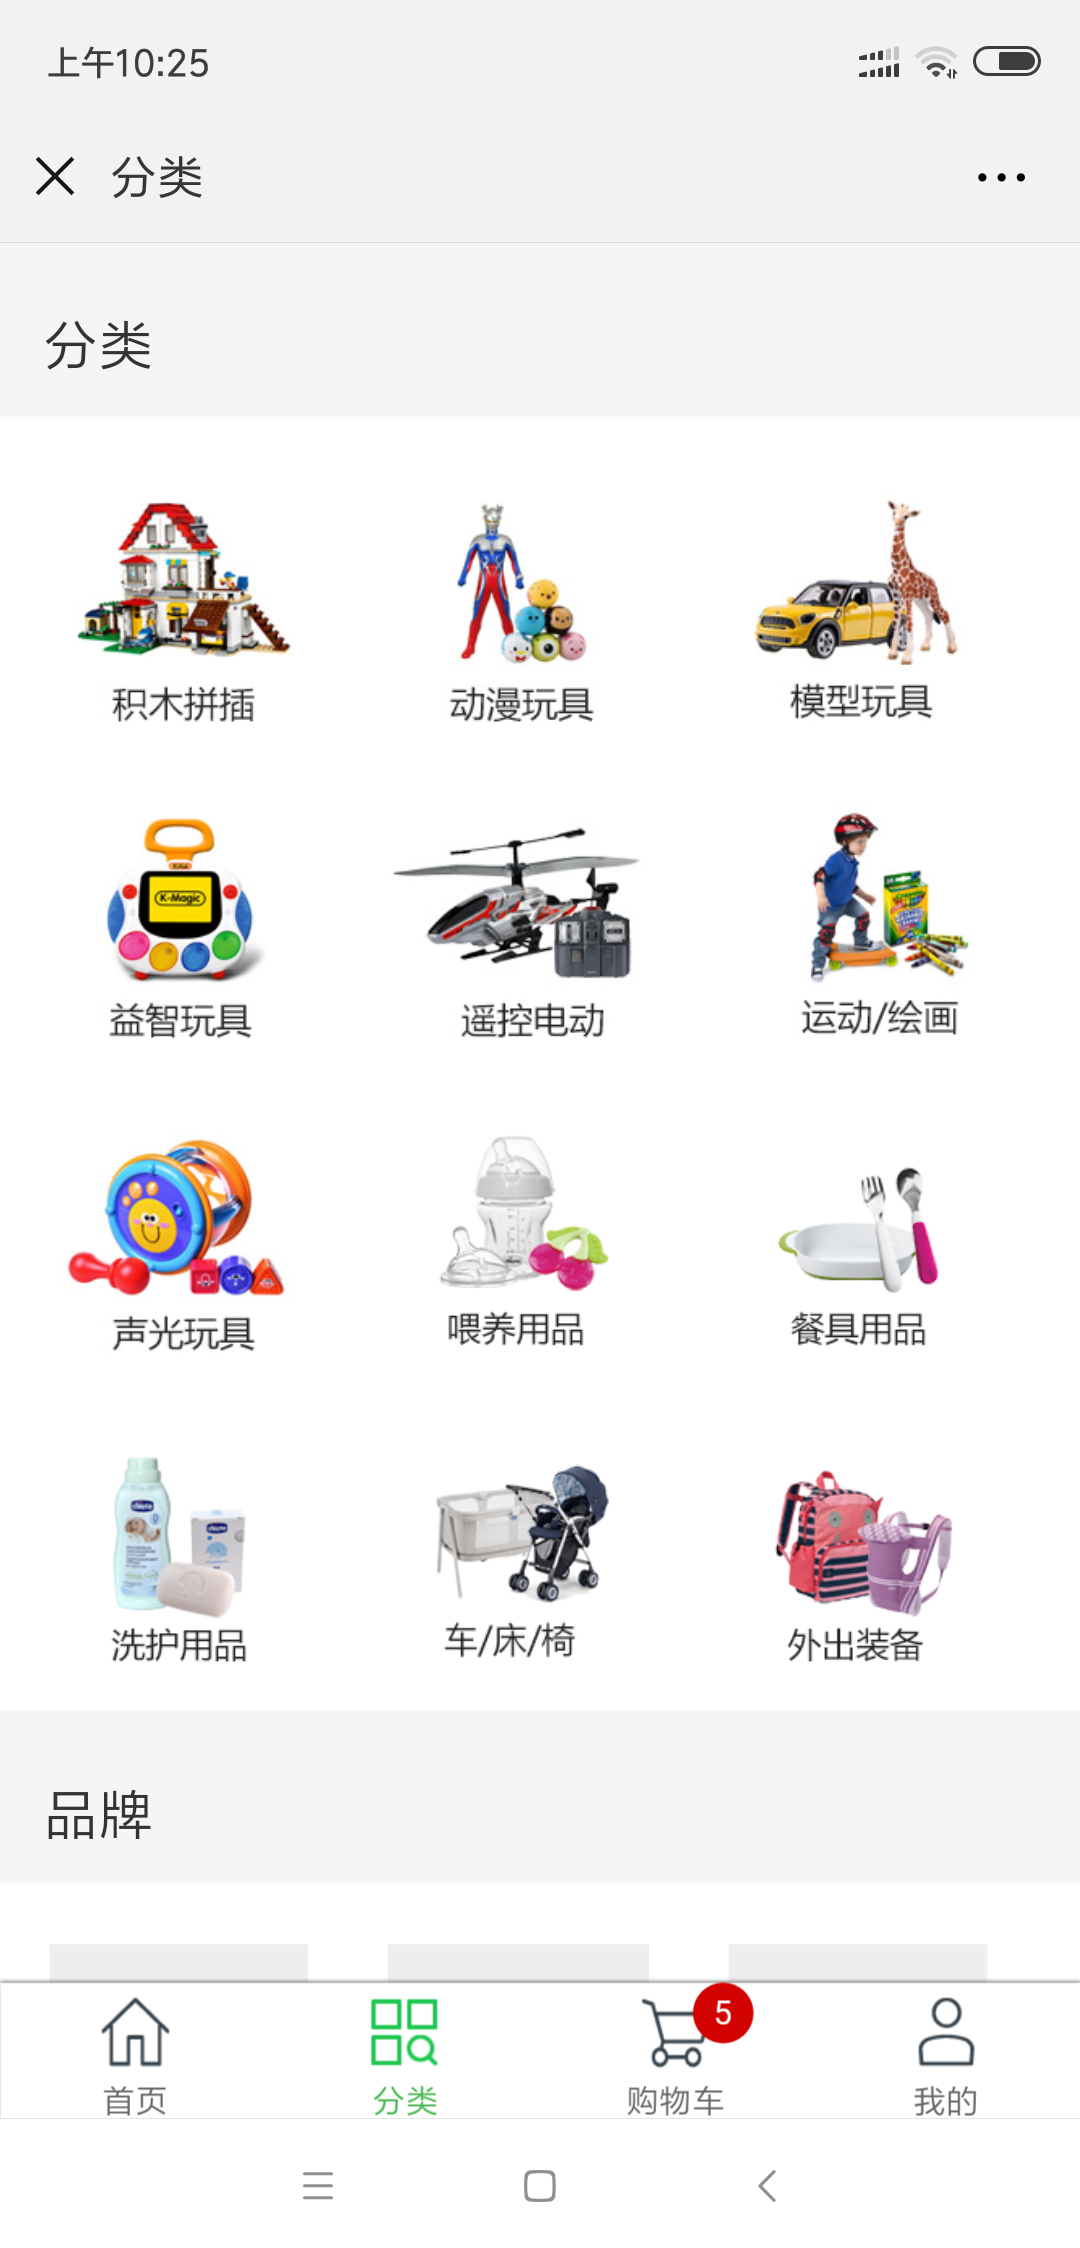 上午10:25
分类
分类
积木拼插
动漫玩具
模型玩具
K-Magic
益智玩具
遥控电动
运动/绘画
声光玩具
喂养用品
餐具用品
chicco
chicco
洗护用品
车/床/椅
外出装备
品牌
5
首页
分类
购物车
我的